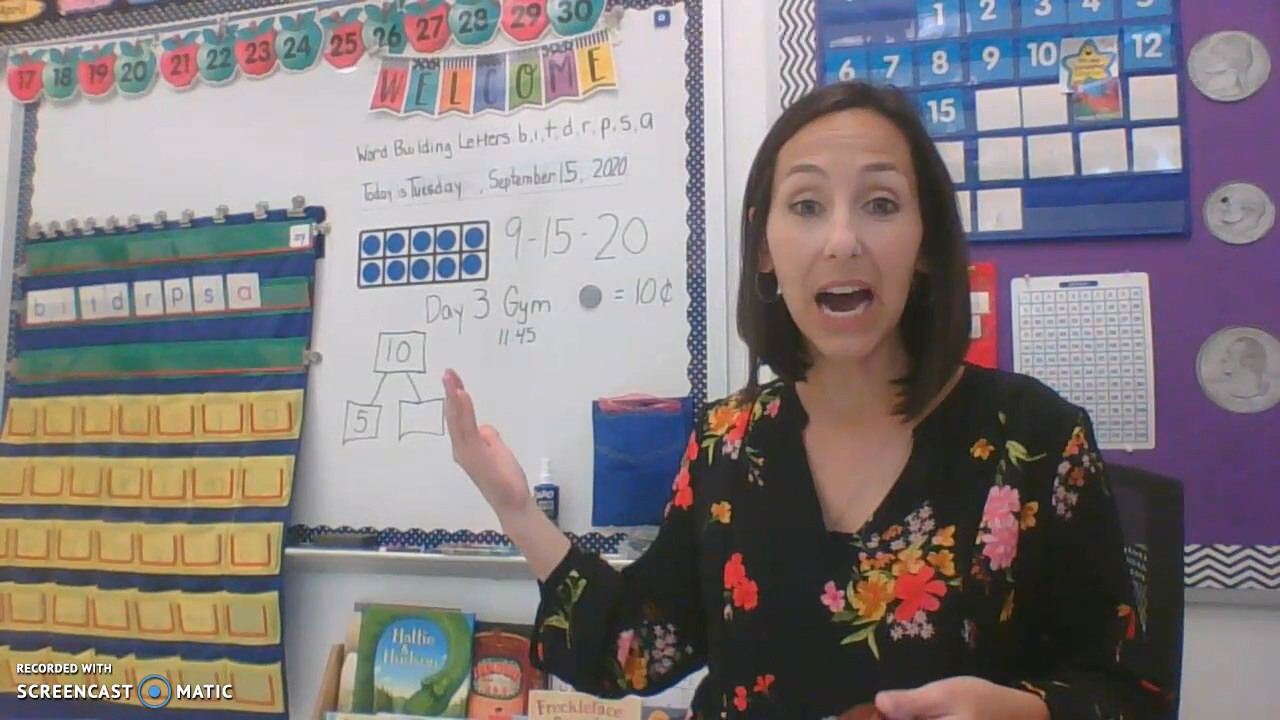 April
17 18 19 20 21 22 23 24 25 26 27 28 29 30
WELCOME
Word Building Letters b,i,t,d,r,p,s,a
Today is Tuesday, September 15, 2020
9-15-20
Day 3 Gym = 10¢
11:45
10
5
b i t d r p s a
1 2 3 4 5
6 7 8 9 10 12
15
Hattie & Hudson
Freckleface
EXPO
RECORDED WITH
SCREENCAST MATIC